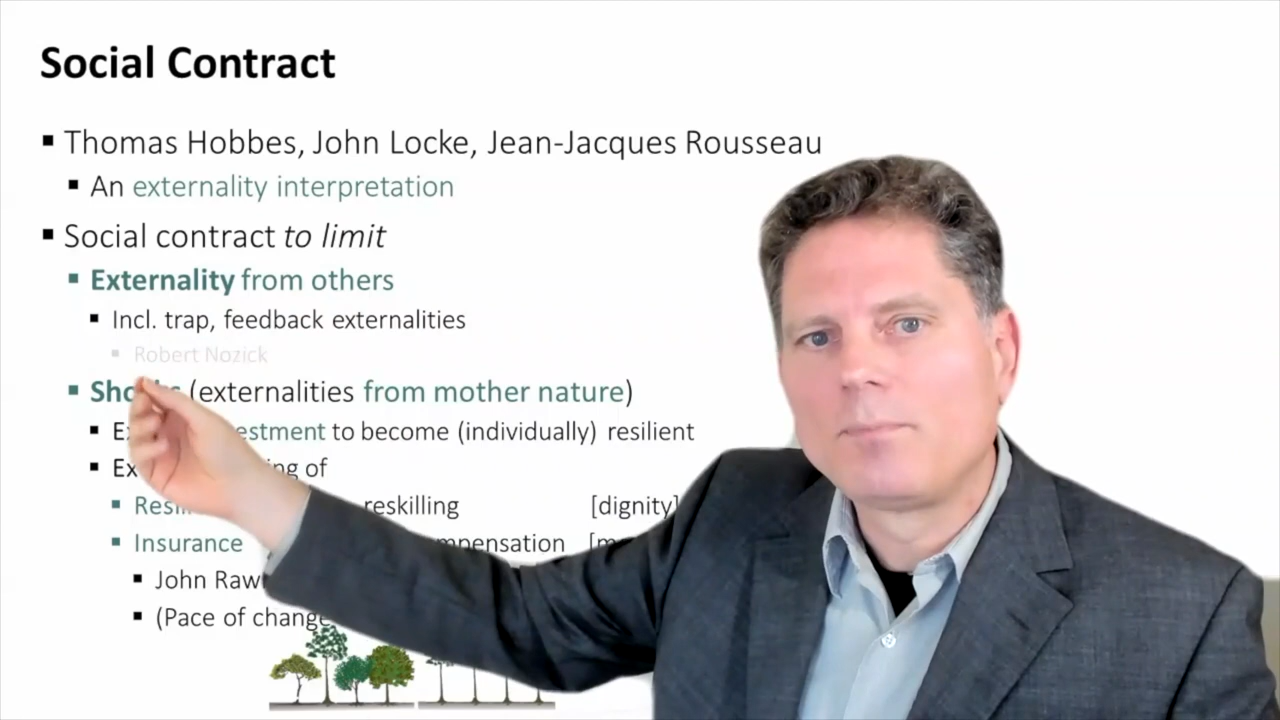 Social Contract
Thomas Hobbes, John Locke, Jean-Jacques Rousseau
An externality interpretation
Social contract to limit
Externality from others
Incl. trap, feedback externalities
Robert Nozick
(externalities from mother nature)
to become (individually) resilient
of
reskilling [dignity]
Insurance
John
(Pace of change